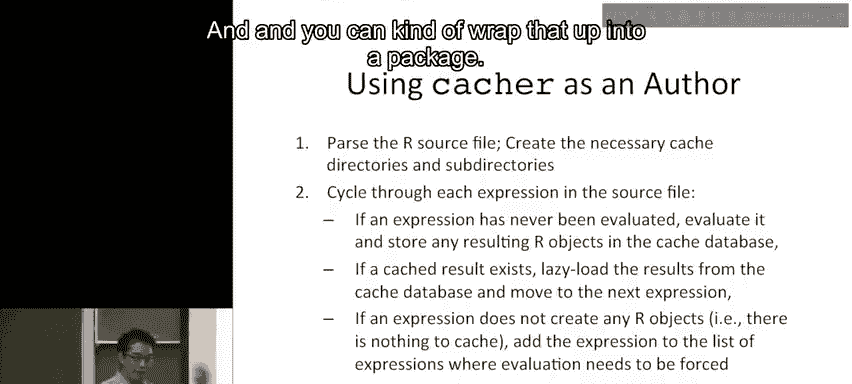 And and you can kind of wrap that up into
a package.
Using cacher as an Author
1. Parse the R source file; Create the necessary cache
directories and subdirectories
2. Cycle through each expression in the source file:
– If an expression has never been evaluated, evaluate it
and store any resulting R objects in the cache database,
– If a cached result exists, lazy-load the results from the
cache database and move to the next expression,
– If an expression does not create any R objects (i.e., there
is nothing to cache), add the expression to the list of
expressions where evaluation needs to be forced